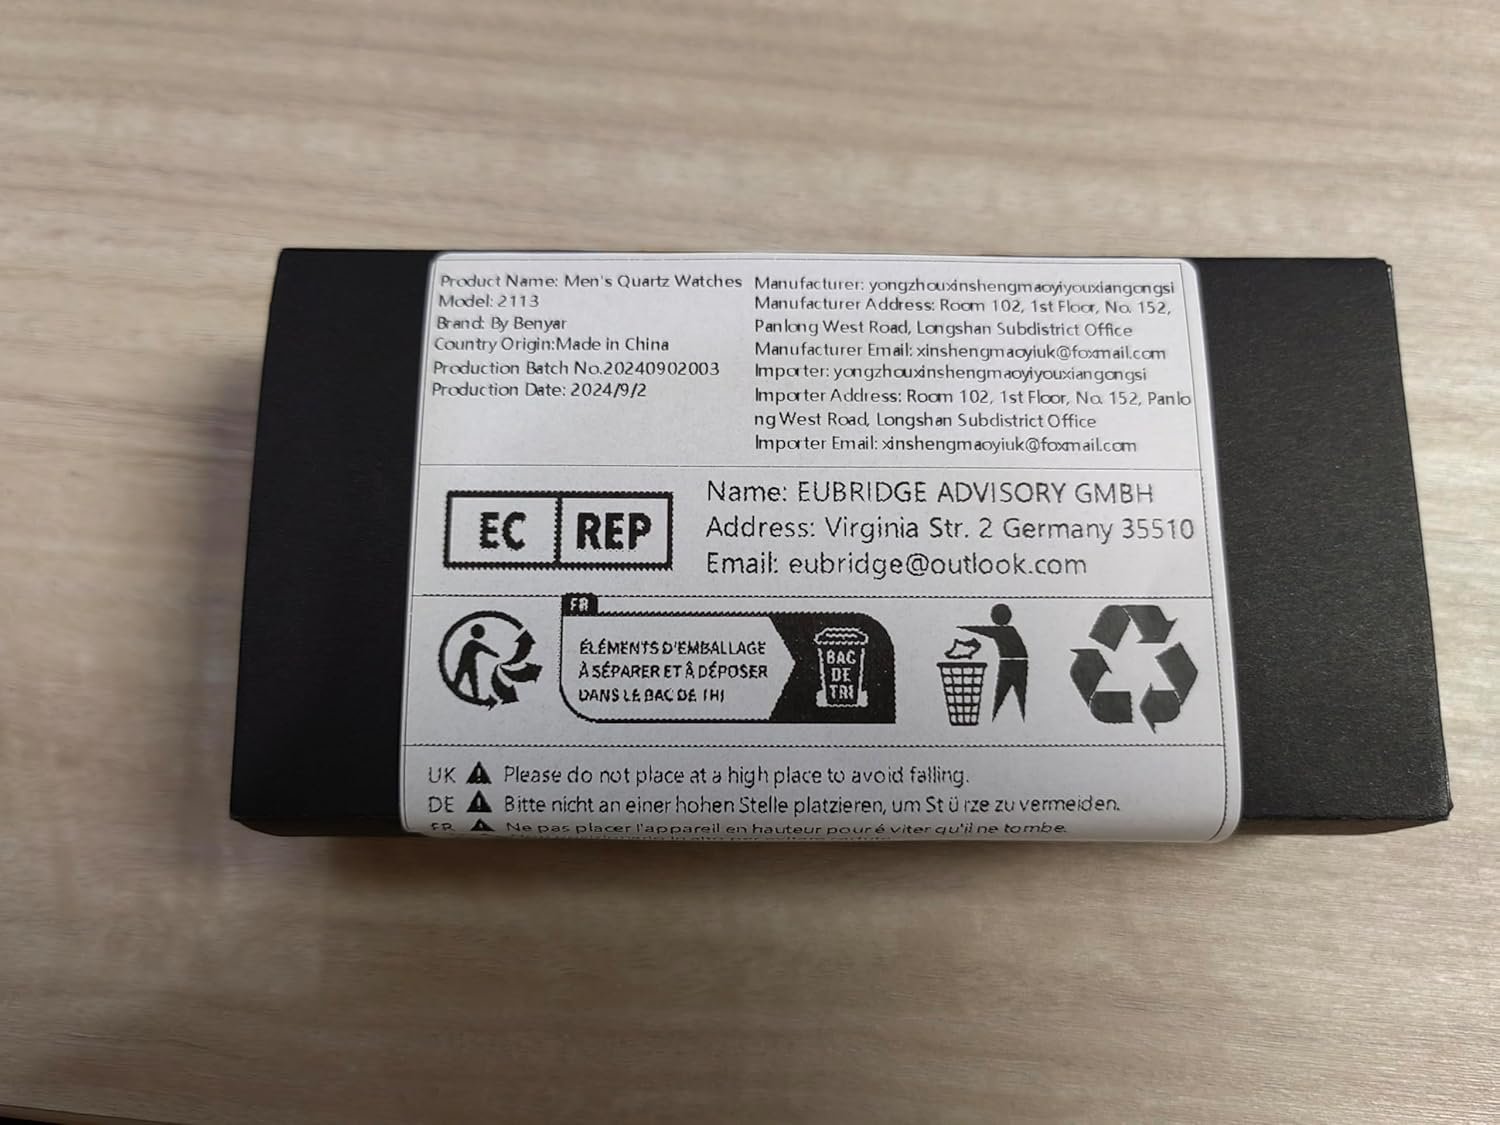 Product Name: Men's Quartz Watches
Model: 2113
Brand: By Benyar
Country Origin:Made in China
Production Batch No.20240902003
Production Date: 2024/9/2
Manufacturer: yongzhouxinshengmaoyiyouxiangongsi
Manufacturer Address: Room 102, 1st Floor, No. 152,
Panlong West Road, Longshan Subdistrict Office
Manufacturer Email: xinshengmaoyiuk@foxmail.com
Importer: yongzhouxinshengmaoyiyouxiangongsi
Importer Address: Room 102, 1st Floor, No. 152, Panlo
ng West Road, Longshan Subdistrict Office
Importer Email: xinshengmaoyiuk@foxmail.com
EC REP
Name: EUBRIDGE ADVISORY GMBH
Address: Virginia Str. 2 Germany 35510
Email: eubridge@outlook.com
FR
ÉLÉMENTS D'EMBALLAGE
À SÉPARER ET À DÉPOSER
DANS LE BAC DE TRI
BAC
DE
TRI
UK Please do not place at a high place to avoid falling.
DE Bitte nicht an einer hohen Stelle platzieren, um St ü rze zu vermeiden.
FR Ne pas placer l'appareil en hauteur pour é viter qu'il ne tombe.